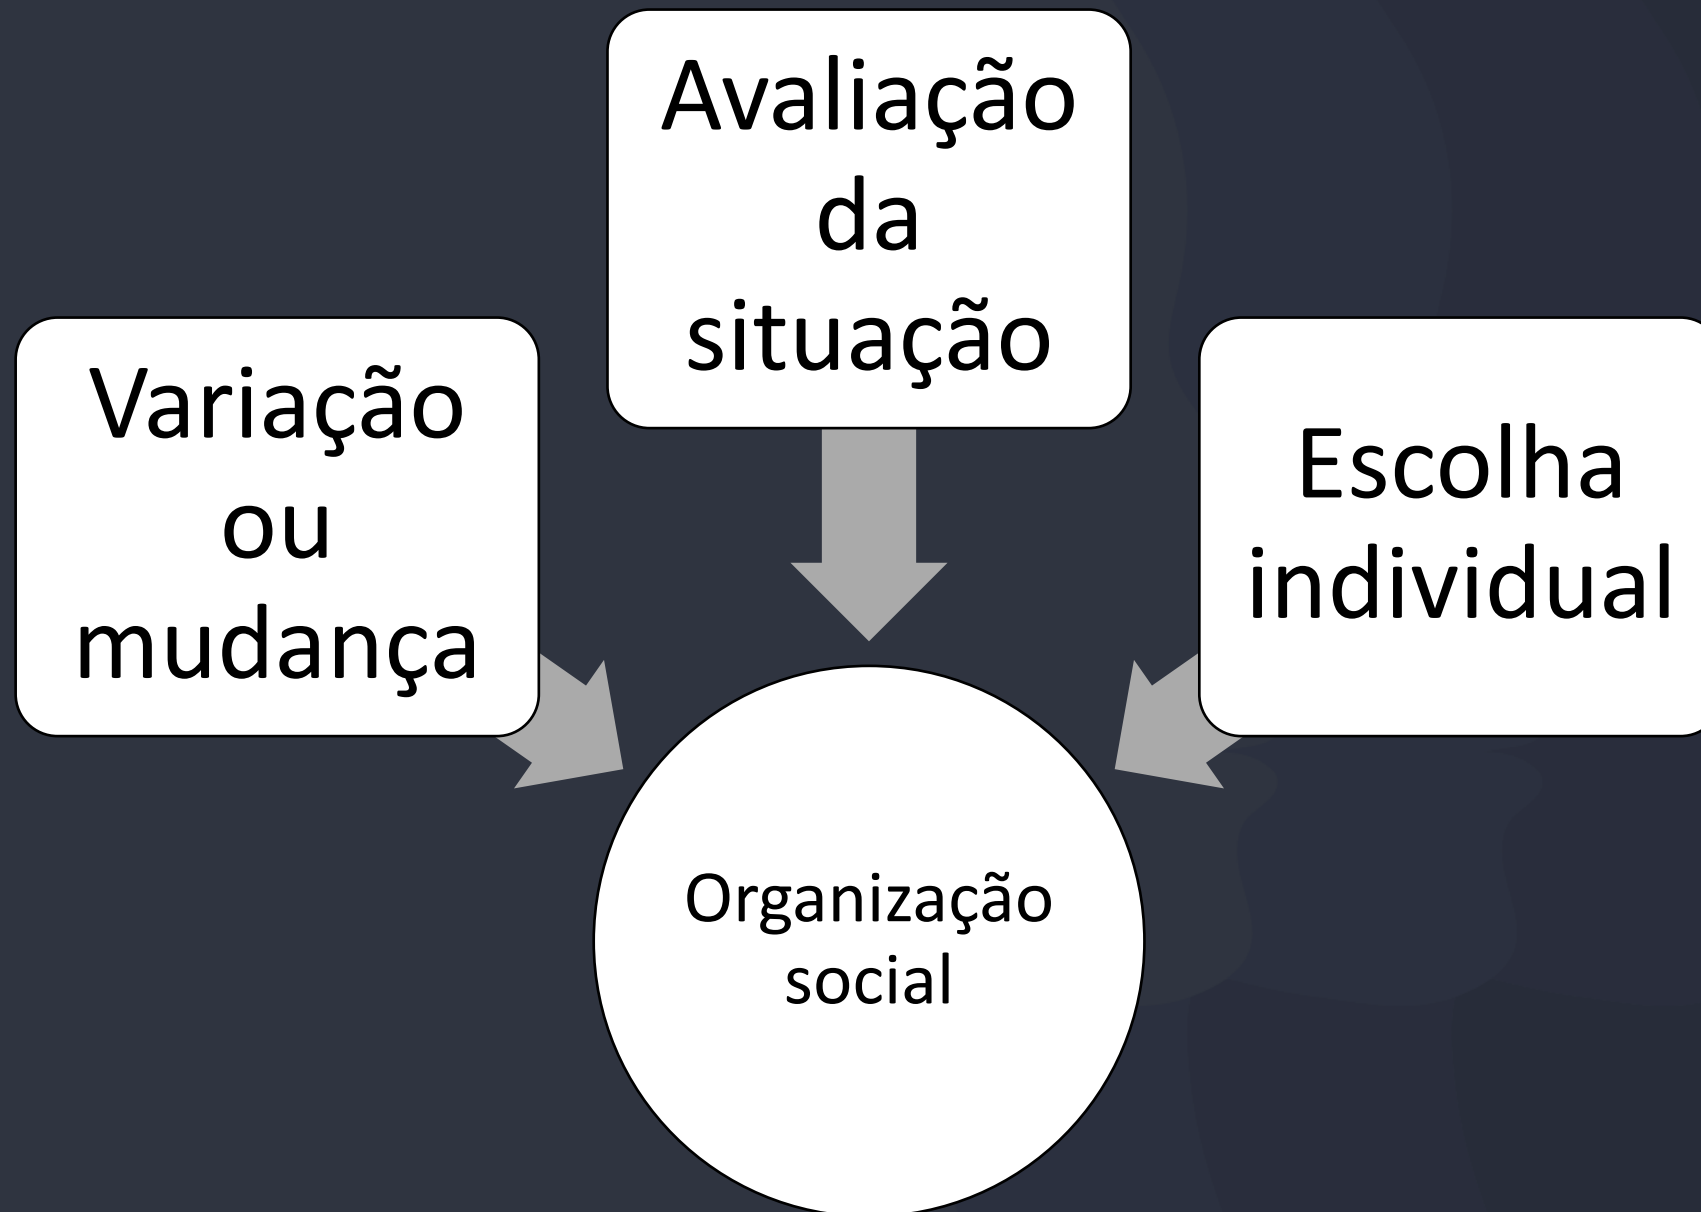 Avaliação
da
situação
Variação
ou
mudança
Escolha
individual
Organização
social